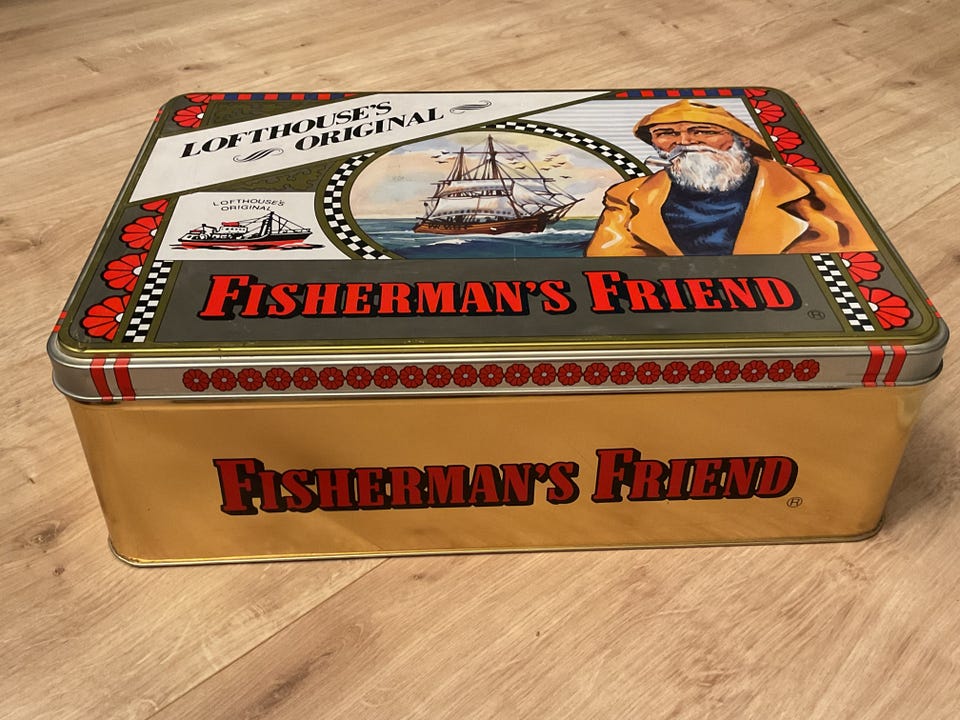 LOFTHOUSE'S
ORIGINAL
LOFTHOUSE'S
ORIGINAL
FISHERMAN'S FRIEND ®
FISHERMAN'S FRIEND ®